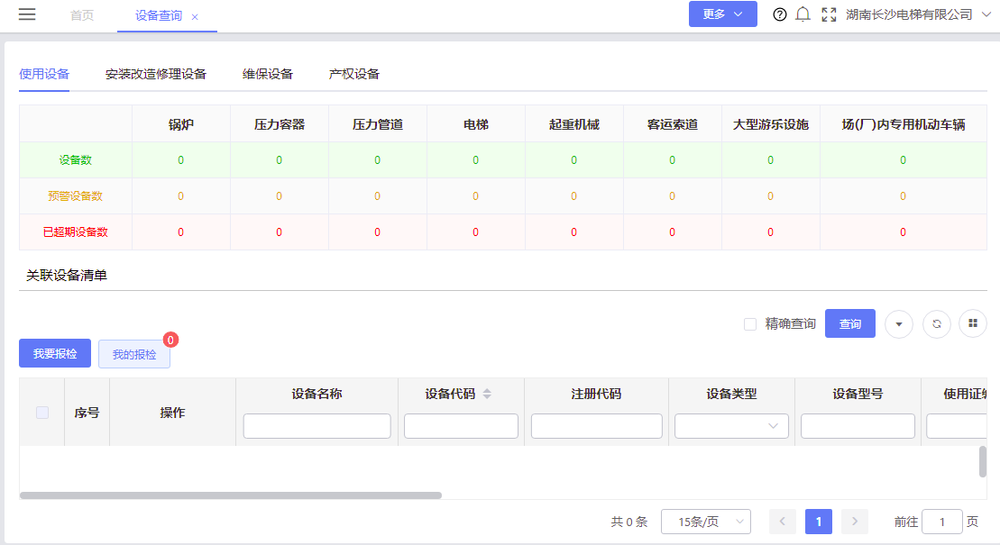 首页 设备查询 × 更多 湖南长沙电梯有限公司
使用设备 安装改造修理设备 维保设备 产权设备
锅炉 压力容器 压力管道 电梯 起重机械 客运索道 大型游乐设施 场(厂)内专用机动车辆
设备数 0 0 0 0 0 0 0 0
预警设备数 0 0 0 0 0 0 0 0
已超期设备数 0 0 0 0 0 0 0 0
关联设备清单
精确查询 查询
我要报检 我的报检 0
序号 操作 设备名称 设备代码 注册代码 设备类型 设备型号 使用证
共 0 条 15条/页 1 前往 1 页